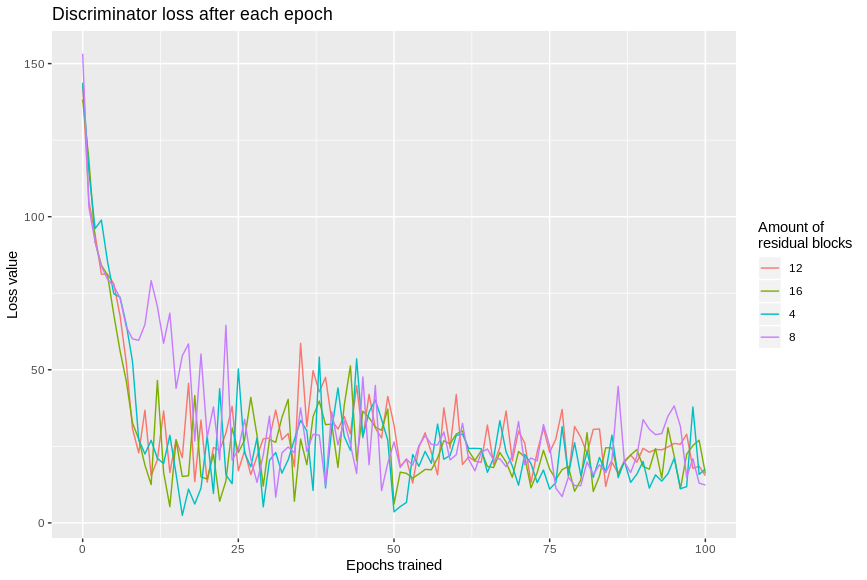 Discriminator loss after each epoch
150
100
50
0
Loss value
0 25 50 75 100
Epochs trained
Amount of
residual blocks
12
16
4
8